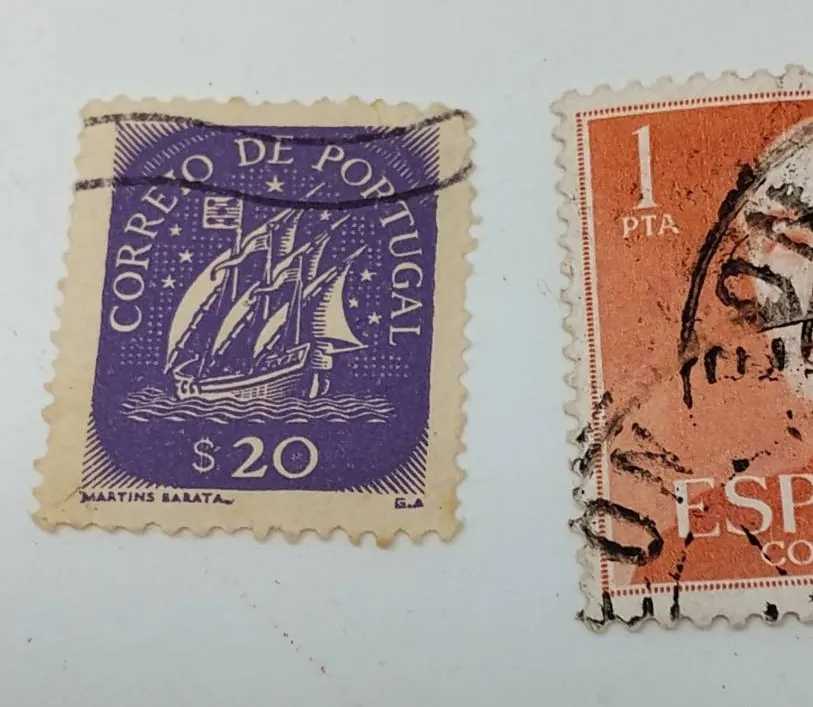 CORREIO DE PORTUGAL
$20
MARTINS BARATA
G.A
1
PTA
ESP
CO